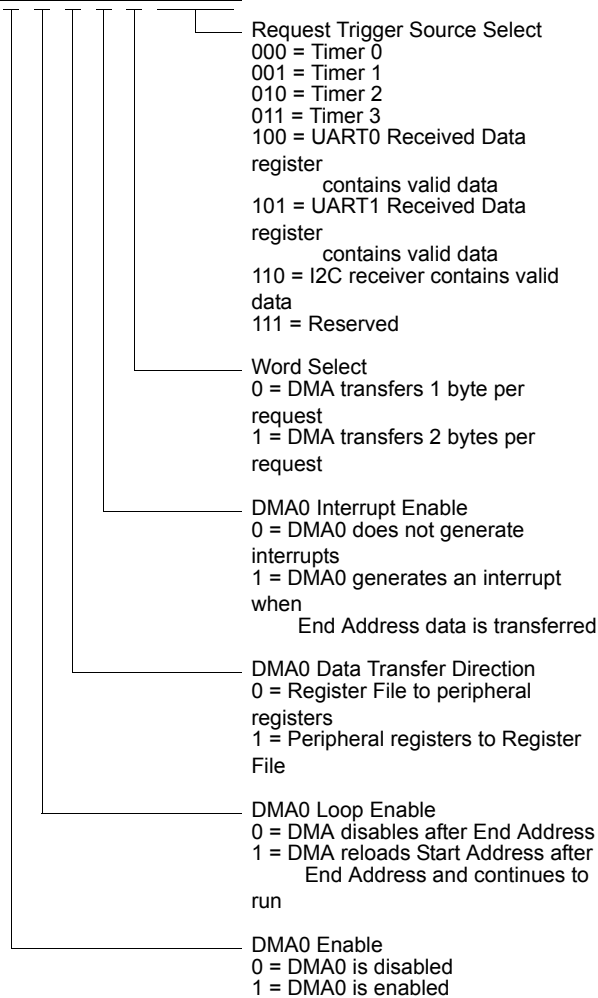 Request Trigger Source Select
000 = Timer 0
001 = Timer 1
010 = Timer 2
011 = Timer 3
100 = UART0 Received Data
register
contains valid data
101 = UART1 Received Data
register
contains valid data
110 = I2C receiver contains valid
data
111 = Reserved
Word Select
0 = DMA transfers 1 byte per
request
1 = DMA transfers 2 bytes per
request
DMA0 Interrupt Enable
0 = DMA0 does not generate
interrupts
1 = DMA0 generates an interrupt
when
End Address data is transferred
DMA0 Data Transfer Direction
0 = Register File to peripheral
registers
1 = Peripheral registers to Register
File
DMA0 Loop Enable
0 = DMA disables after End Address
1 = DMA reloads Start Address after
End Address and continues to
run
DMA0 Enable
0 = DMA0 is disabled
1 = DMA0 is enabled